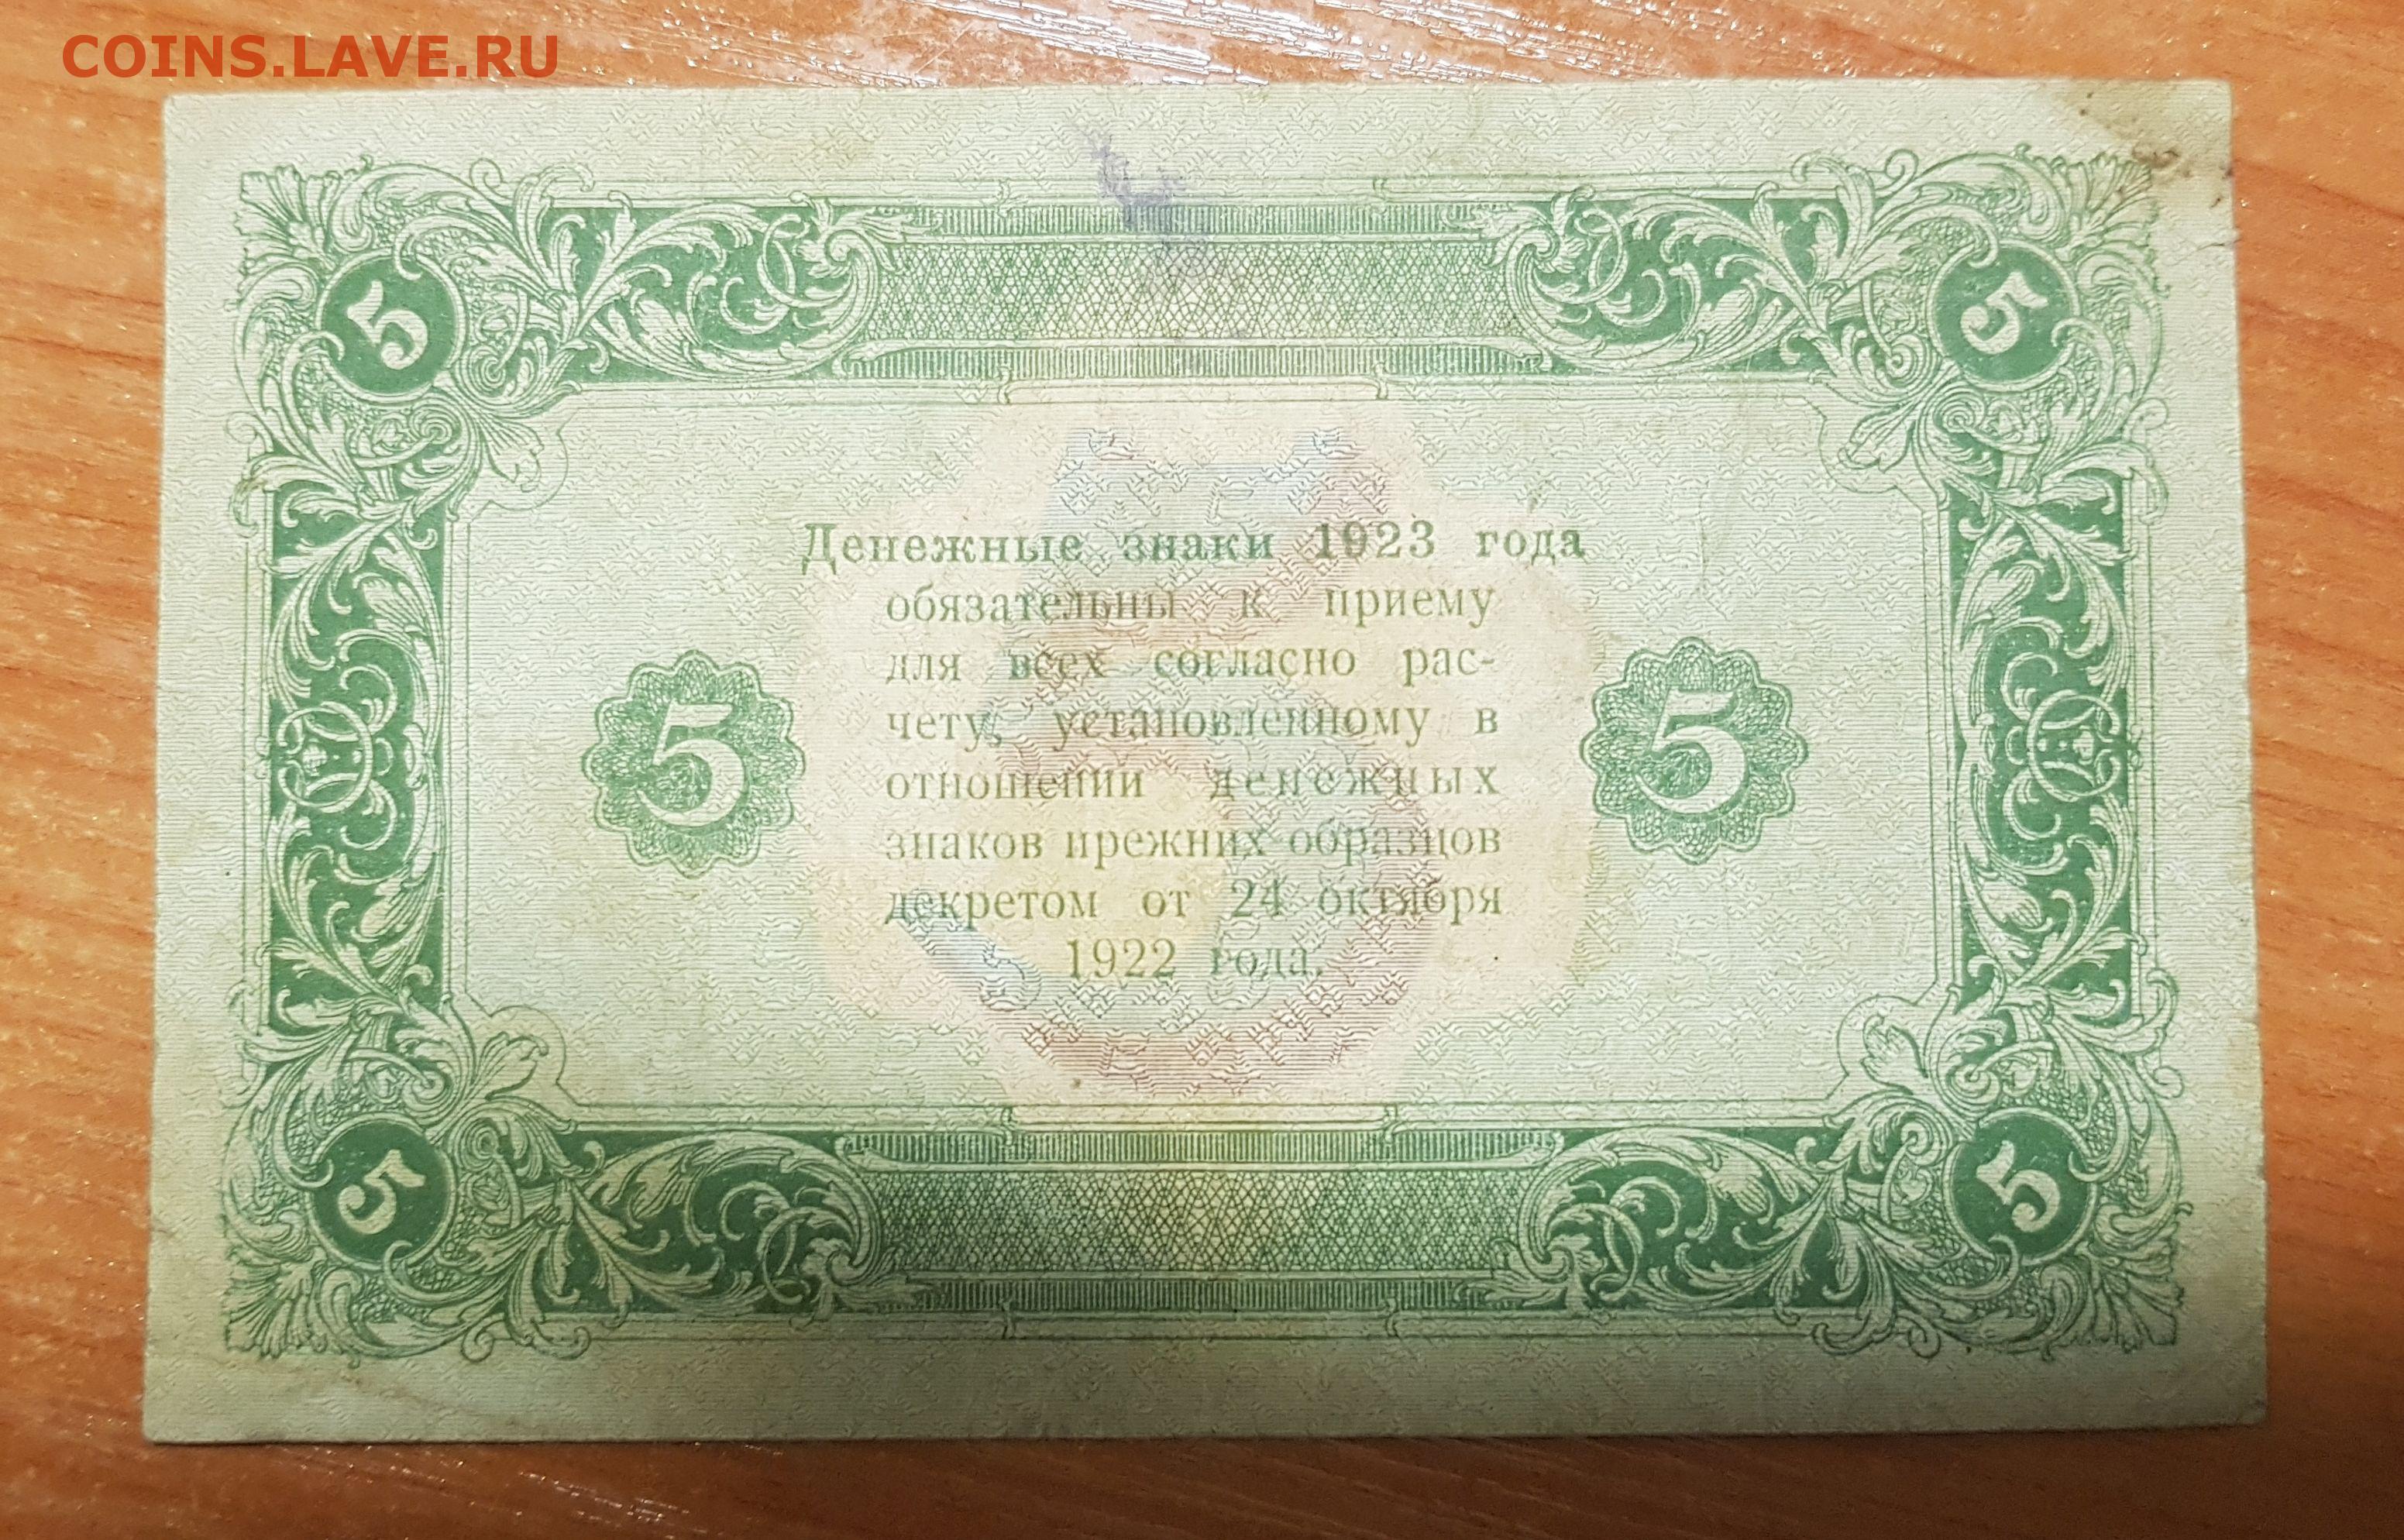 COINS.LAVE.RU
5 5
Денежные знаки 1923 года
обязательны к приему
для всех согласно рас-
5 чету, установленному в 5
отношении денежных
знаков прежних образцов
декретом от 24 октября
1922 года.
5 5